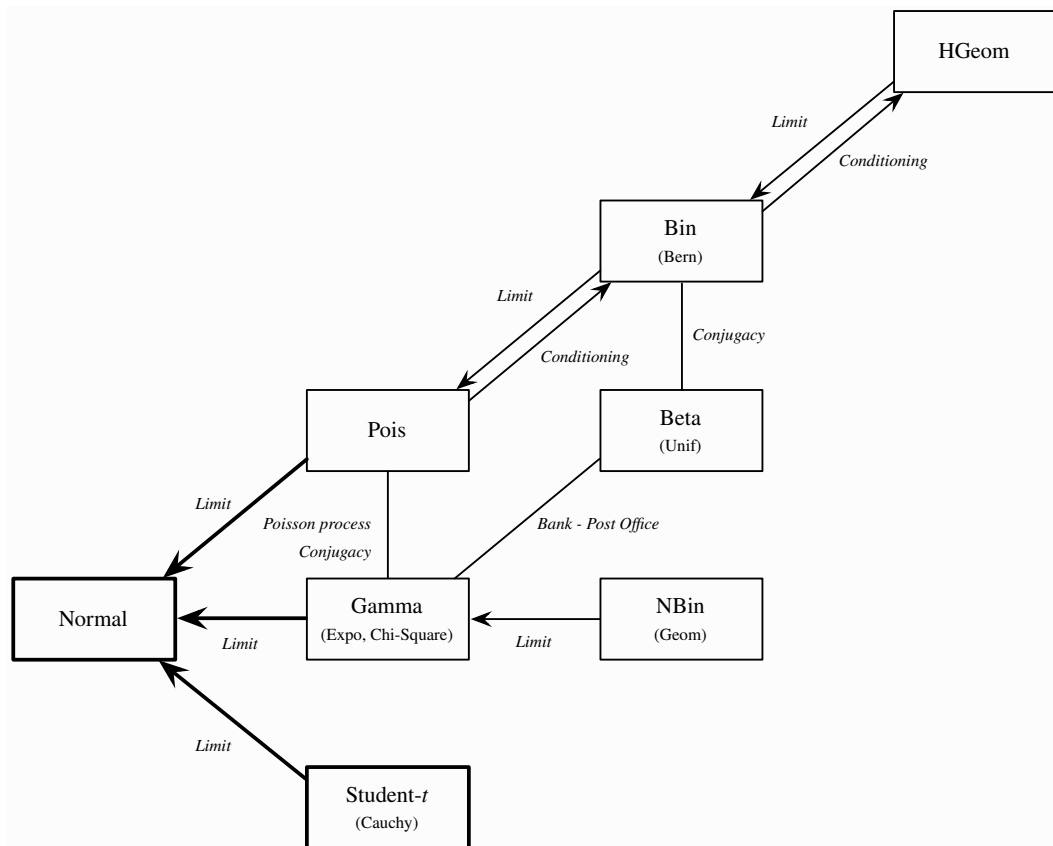 HGeom
Limit
Conditioning
Bin
(Bern)
Limit
Conjugacy
Conditioning
Pois
Beta
(Unif)
Limit
Poisson process
Conjugacy
Bank - Post Office
Normal
Gamma
(Expo, Chi-Square)
NBin
(Geom)
Limit
Limit
Limit
Student-t
(Cauchy)